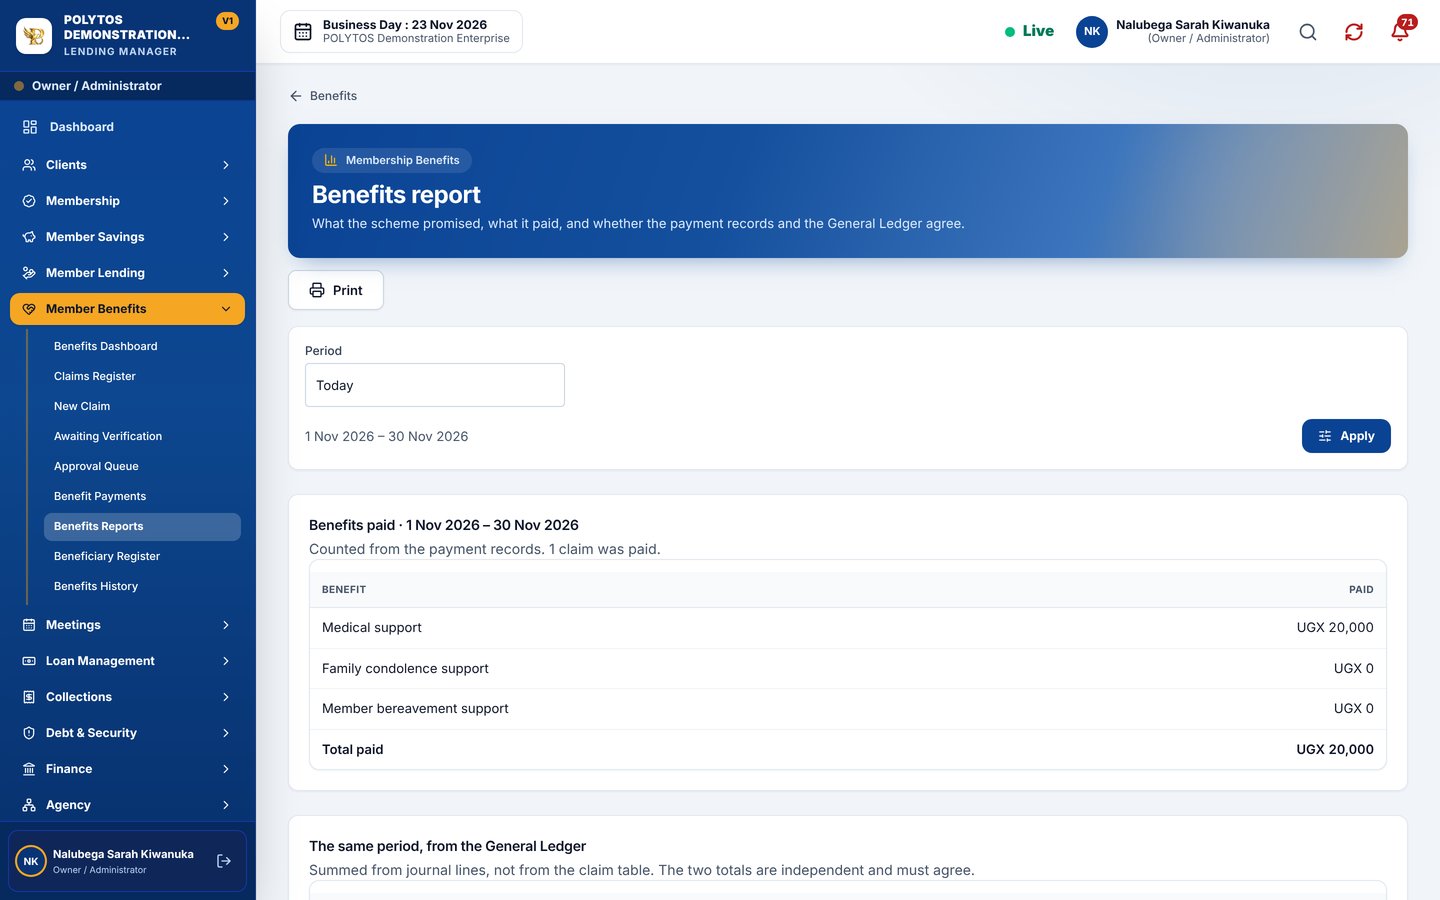 POLYTOS
DEMONSTRATION...
LENDING MANAGER
V1
Owner / Administrator
Dashboard
Clients
Membership
Member Savings
Member Lending
Member Benefits
Benefits Dashboard
Claims Register
New Claim
Awaiting Verification
Approval Queue
Benefit Payments
Benefits Reports
Beneficiary Register
Benefits History
Meetings
Loan Management
Collections
Debt & Security
Finance
Agency
NK
Nalubega Sarah Kiwanuka
Owner / Administrator
Business Day : 23 Nov 2026
POLYTOS Demonstration Enterprise
Live
NK
Nalubega Sarah Kiwanuka
(Owner / Administrator)
71
Benefits
Membership Benefits
Benefits report
What the scheme promised, what it paid, and whether the payment records and the General Ledger agree.
Print
Period
Today
1 Nov 2026 – 30 Nov 2026
Apply
Benefits paid · 1 Nov 2026 – 30 Nov 2026
Counted from the payment records. 1 claim was paid.
BENEFIT PAID
Medical support UGX 20,000
Family condolence support UGX 0
Member bereavement support UGX 0
Total paid UGX 20,000
The same period, from the General Ledger
Summed from journal lines, not from the claim table. The two totals are independent and must agree.